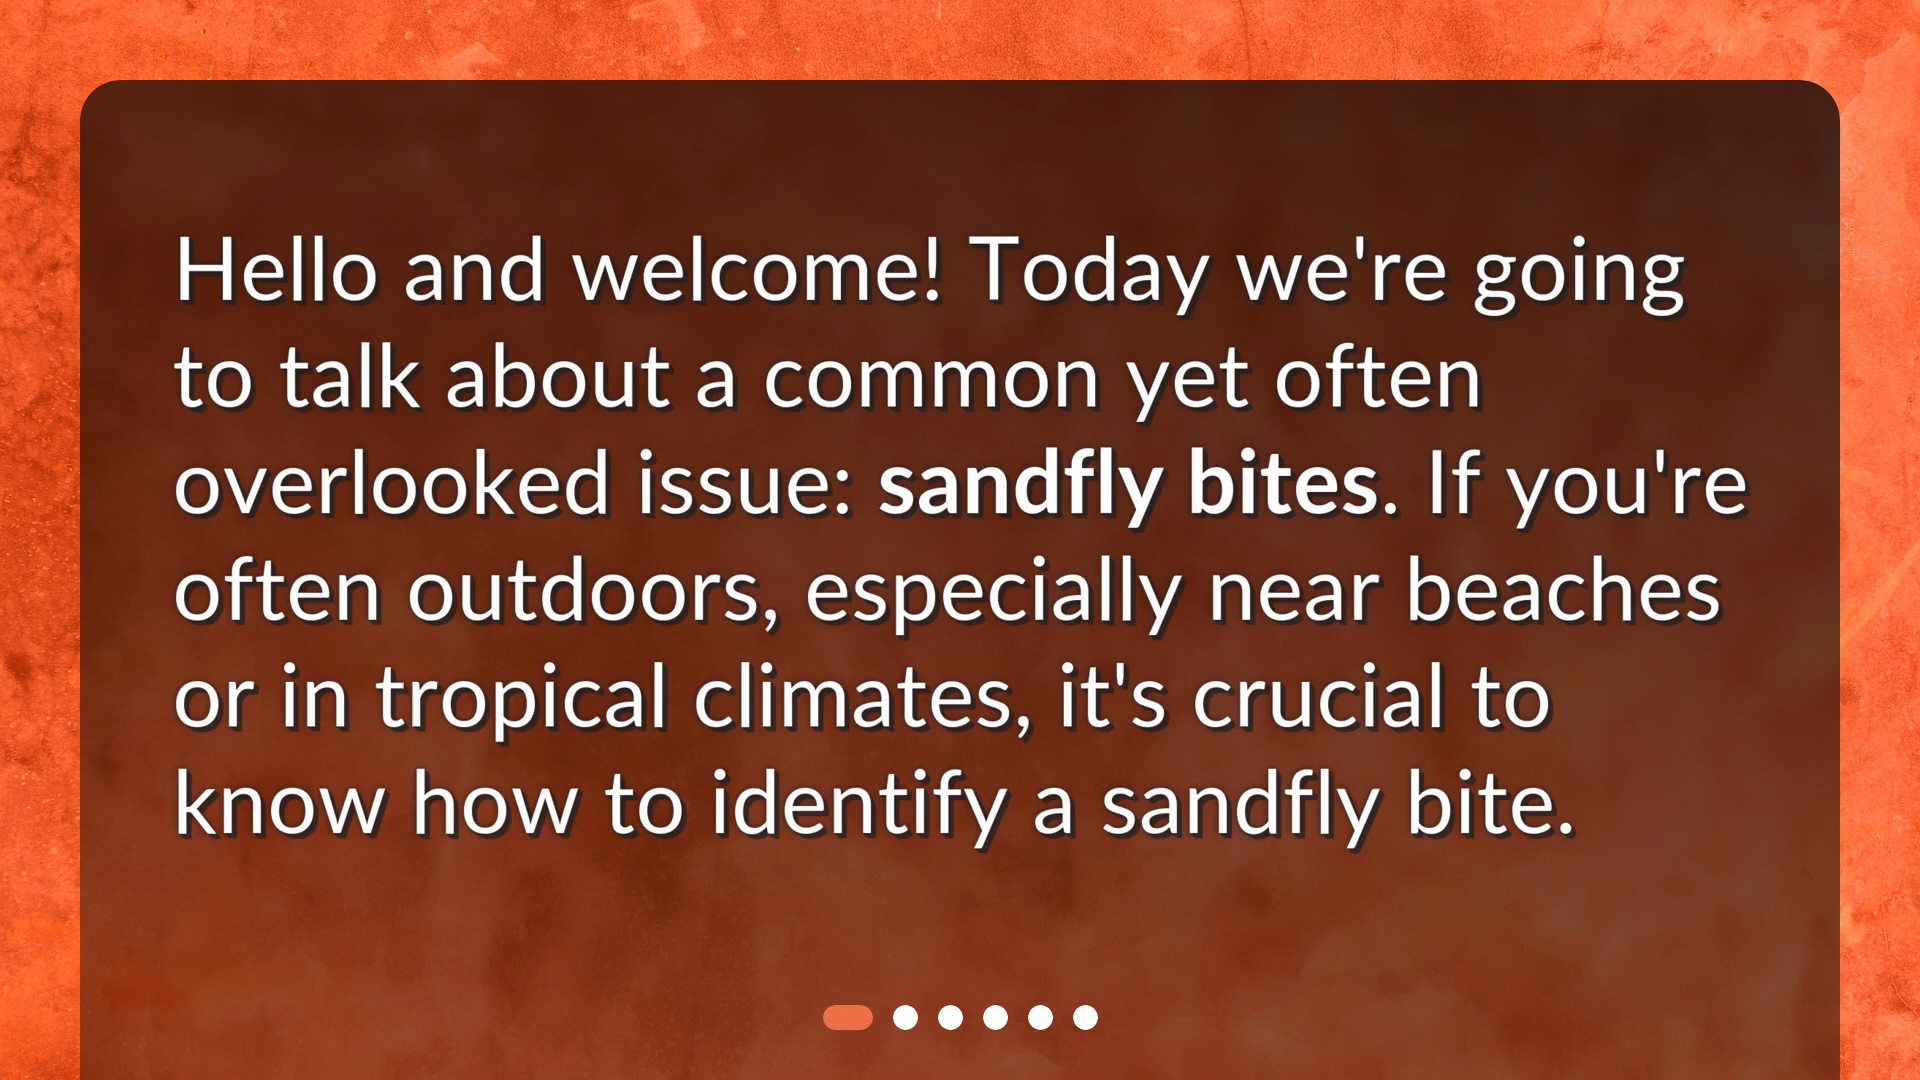 Hello and welcome! Today we're going
to talk about a common yet often
overlooked issue: sandfly bites. If you're
often outdoors, especially near beaches
or in tropical climates, it's crucial to
know how to identify a sandfly bite.